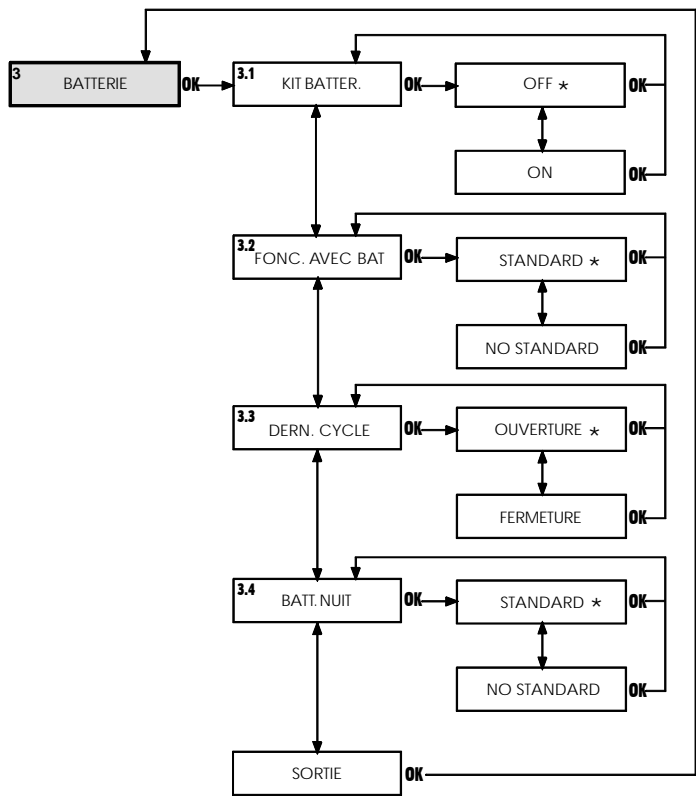 3
BATTERIE OK
3.1
KIT BATTER. OK
OFF * OK
ON OK
3.2
FONC. AVEC BAT OK
STANDARD * OK
NO STANDARD OK
3.3
DERN. CYCLE OK
OUVERTURE * OK
FERMETURE OK
3.4
BATT. NUIT OK
STANDARD * OK
NO STANDARD OK
SORTIE OK